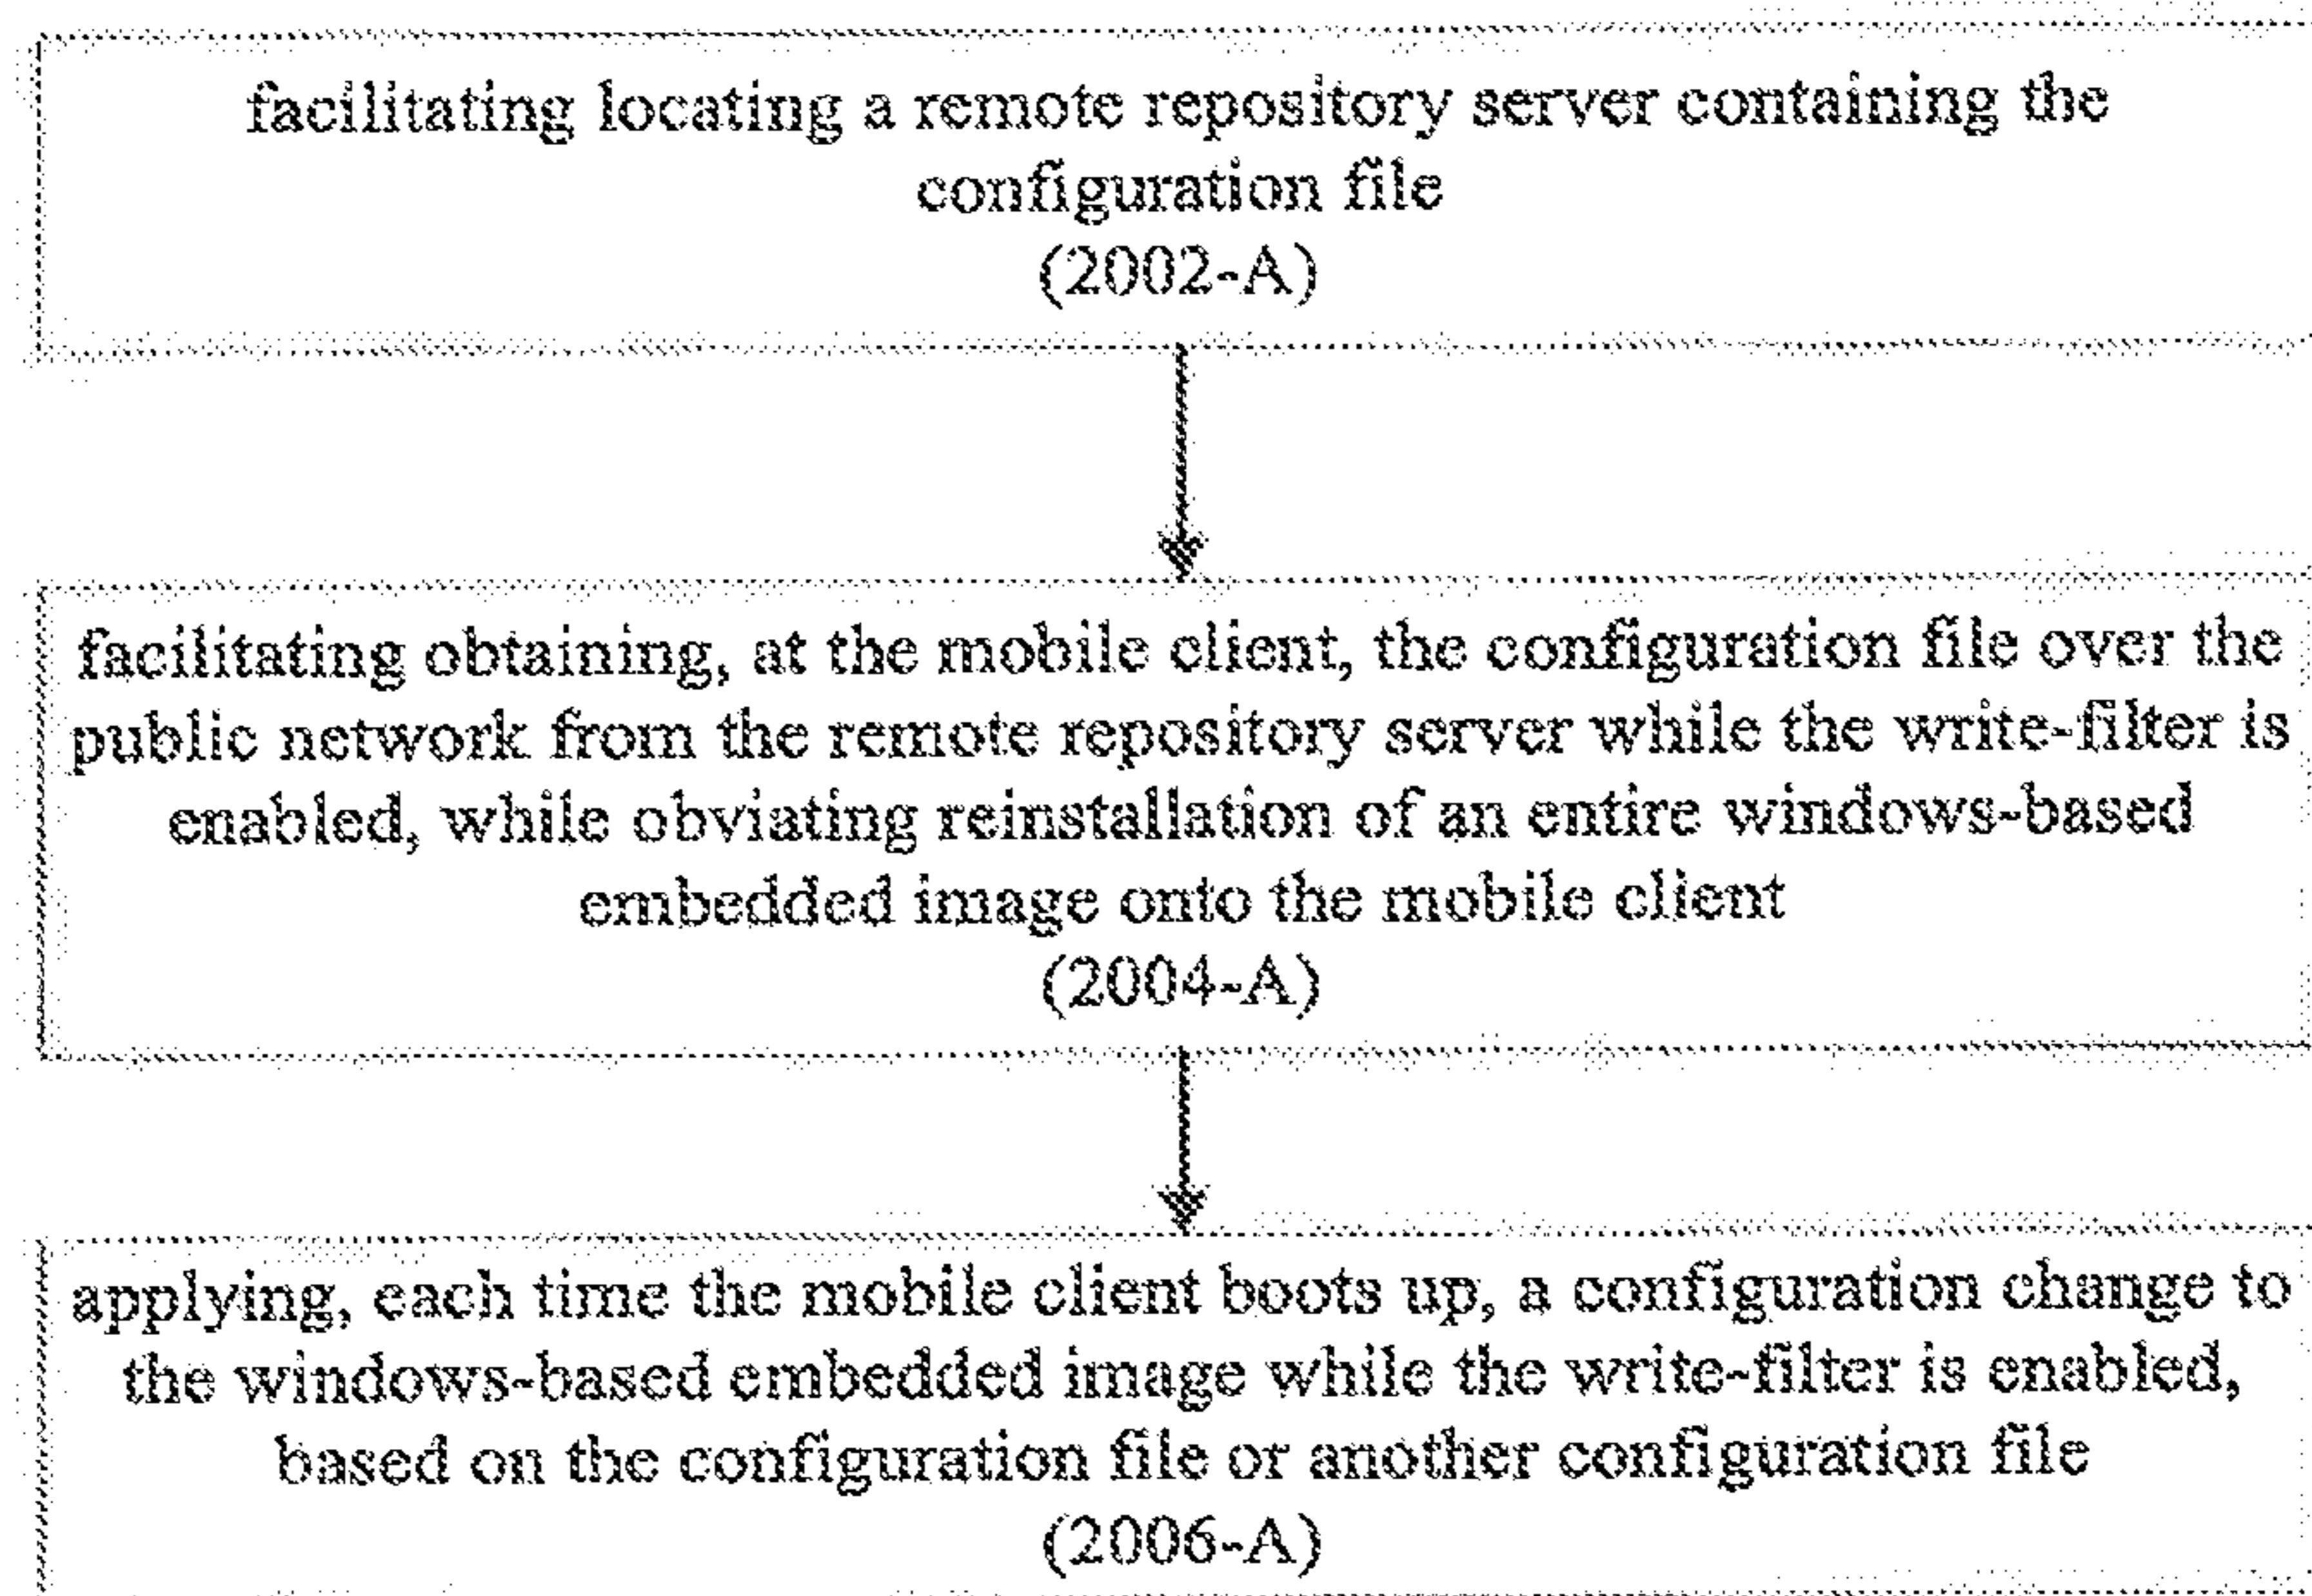 facilitating locating a remote repository server containing the
configuration file
(2002-A)
facilitating obtaining, at the mobile client, the configuration file over the
public network from the remote repository server while the write-filter is
enabled, while obviating reinstallation of an entire windows-based
embedded image onto the mobile client
(2004-A)
applying, each time the mobile client boots up, a configuration change to
the windows-based embedded image while the write-filter is enabled,
based on the configuration file or another configuration file
(2006-A)